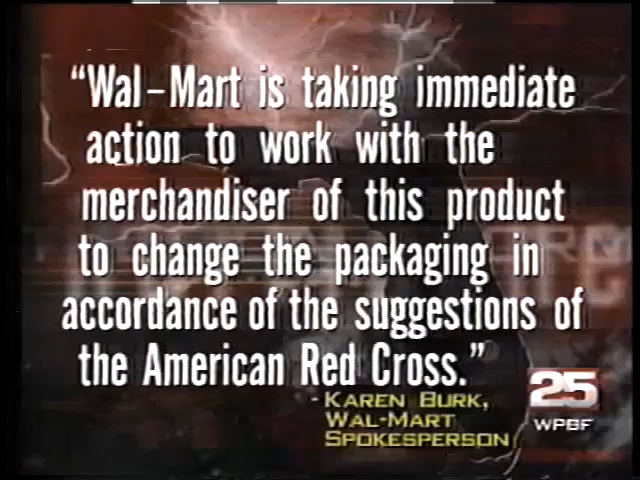 “Wal-Mart is taking immediate
action to work with the
merchandiser of this product
to change the packaging in
accordance of the suggestions of
the American Red Cross.”
- KAREN BURK,
WAL-MART
SPOKESPERSON
25
WPBF